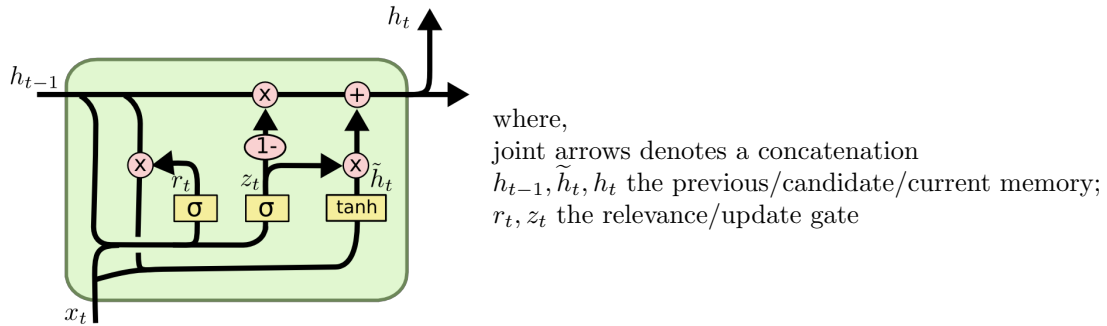 h_t
h_{t−1}
x + 
1-
x x
r_t z_t h̃_t
σ σ tanh
x_t
where,
joint arrows denotes a concatenation
h_{t−1}, h̃_t, h_t the previous/candidate/current memory;
r_t, z_t the relevance/update gate